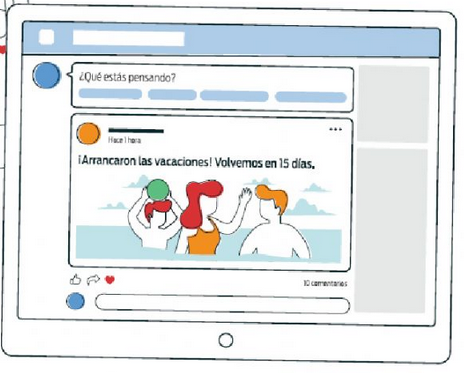 ¿Qué estás pensando?
Hace 1 hora
¡Arrancaron las vacaciones! Volvemos en 15 días.
10 comentarios